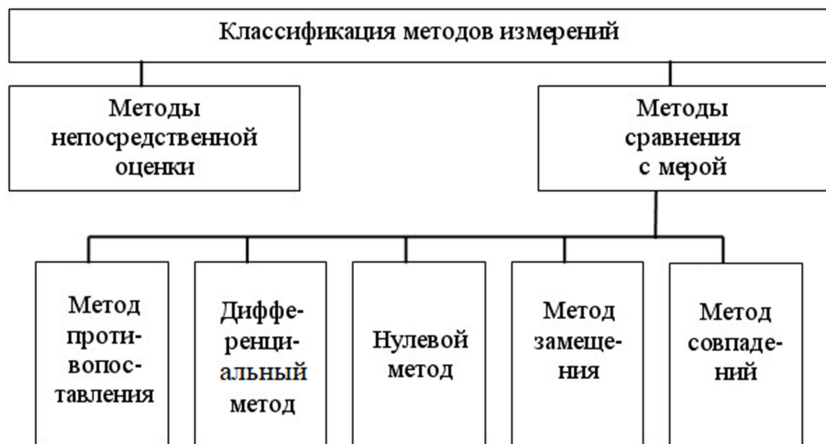 Классификация методов измерений
Методы
непосредственной
оценки
Методы
сравнения
с мерой
Метод
проти-
вопос-
тавления
Диффе-
ренци-
альный
метод
Нулевой
метод
Метод
замеще-
ния
Метод
совпаде-
ний